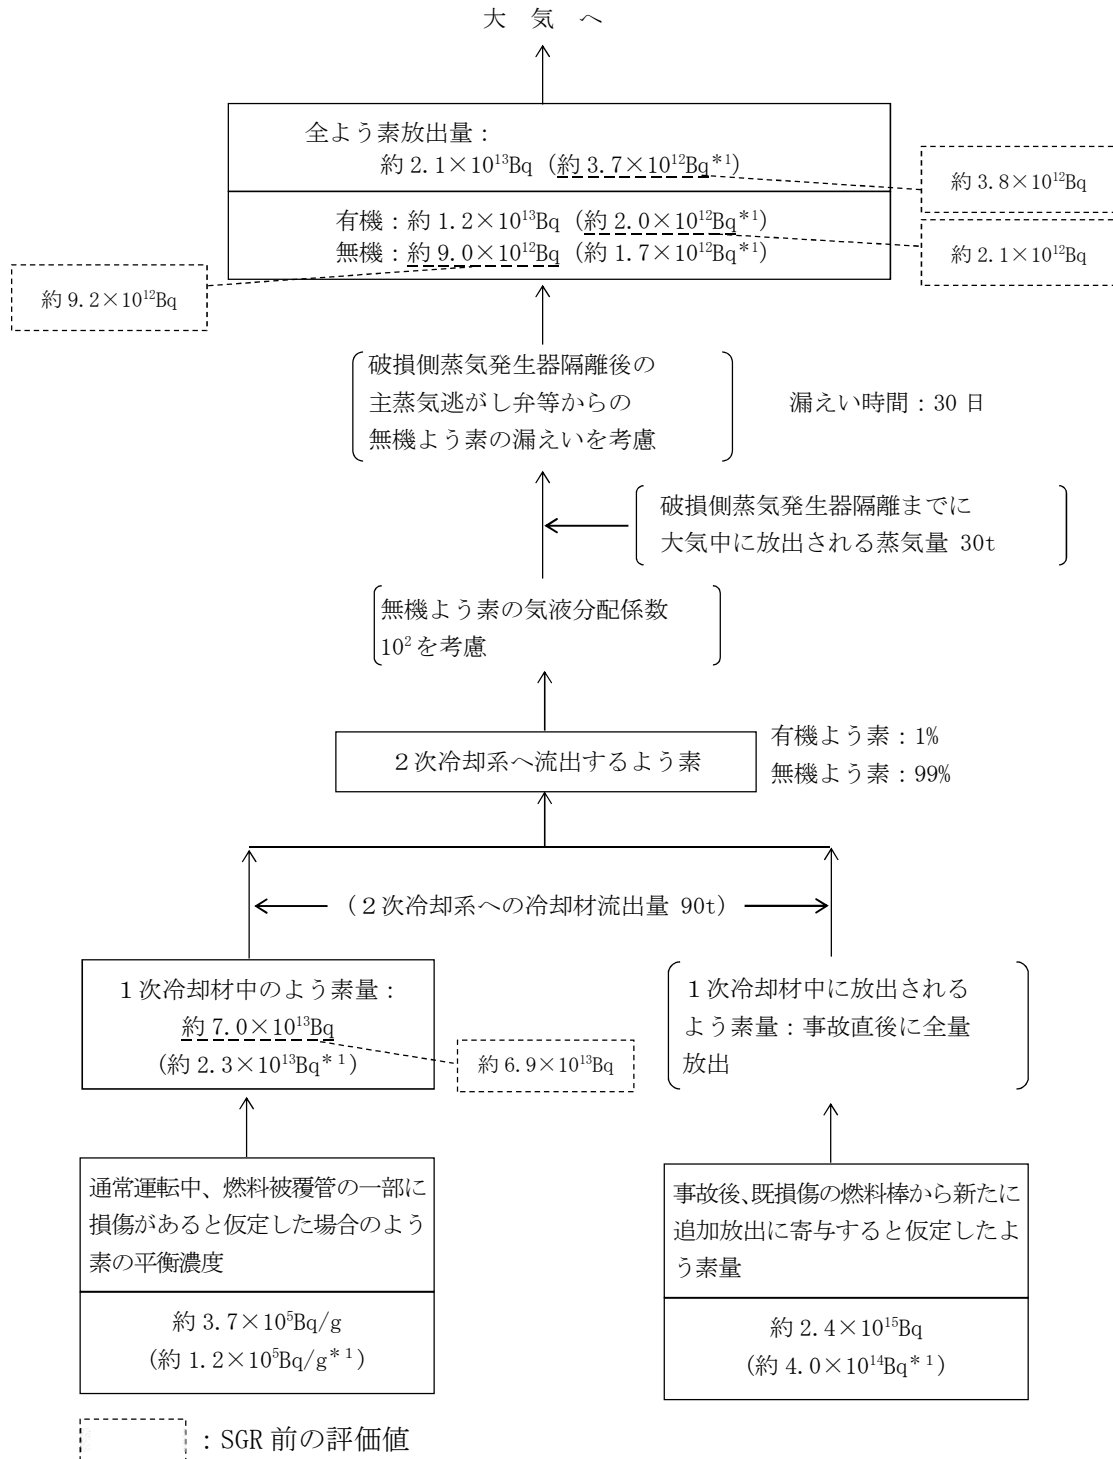 大 気 へ
全よう素放出量：
約 2.1×10¹³Bq（約 3.7×10¹²Bq*¹）
約 3.8×10¹²Bq
有機：約 1.2×10¹³Bq（約 2.0×10¹²Bq*¹）
無機：約 9.0×10¹²Bq（約 1.7×10¹²Bq*¹）
約 2.1×10¹²Bq
約 9.2×10¹²Bq
破損側蒸気発生器隔離後の
主蒸気逃がし弁等からの
無機よう素の漏えいを考慮
漏えい時間：30 日
破損側蒸気発生器隔離までに
大気中に放出される蒸気量 30t
無機よう素の気液分配係数
10²を考慮
２次冷却系へ流出するよう素
有機よう素：1%
無機よう素：99%
（２次冷却系への冷却材流出量 90t）
１次冷却材中のよう素量：
約 7.0×10¹³Bq
（約 2.3×10¹³Bq*¹）
約 6.9×10¹³Bq
１次冷却材中に放出される
よう素量：事故直後に全量
放出
通常運転中、燃料被覆管の一部に
損傷があると仮定した場合のよう
素の平衡濃度
約 3.7×10⁵Bq/g
（約 1.2×10⁵Bq/g*¹）
事故後、既損傷の燃料棒から新たに
追加放出に寄与すると仮定したよ
う素量
約 2.4×10¹⁵Bq
（約 4.0×10¹⁴Bq*¹）
：SGR 前の評価値